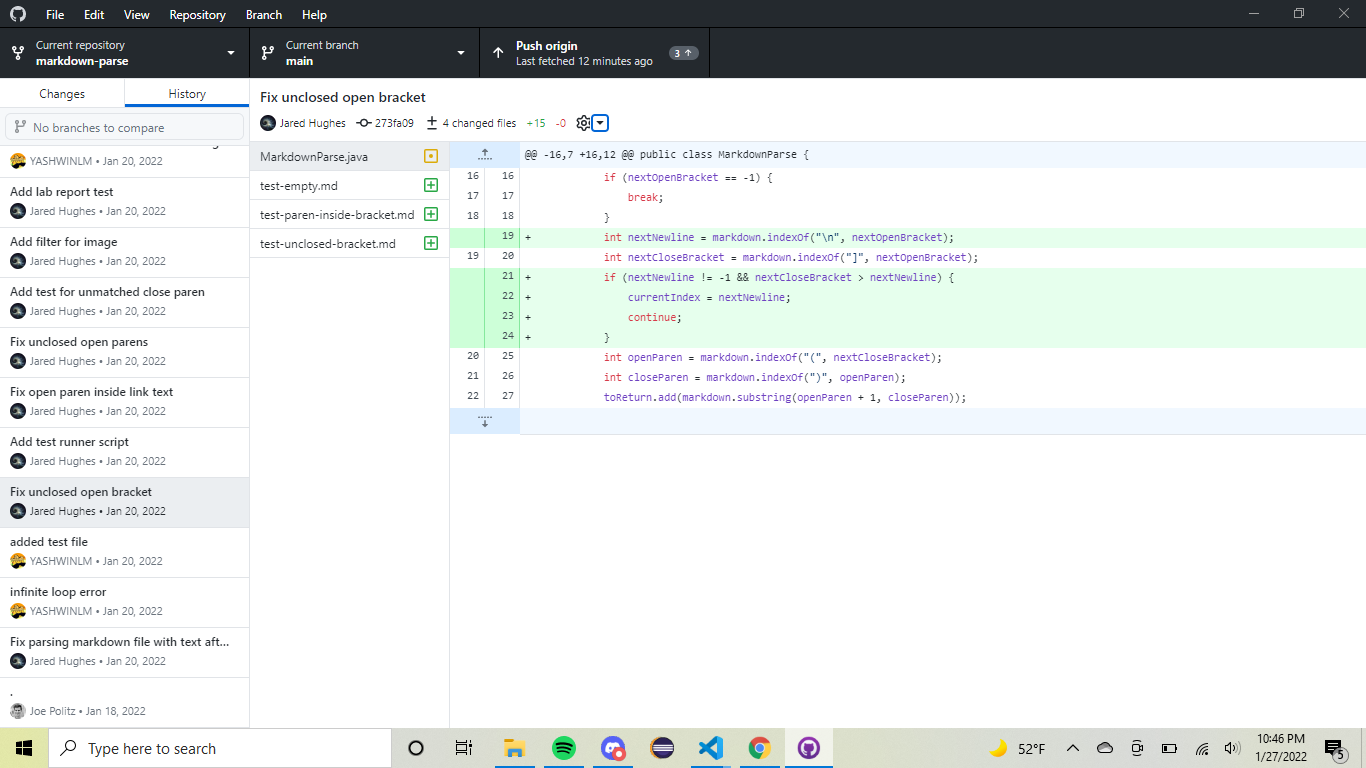 File Edit View Repository Branch Help
Current repository
markdown-parse
Current branch
main
Push origin
Last fetched 12 minutes ago
3
Changes History
No branches to compare
YASHWINLM • Jan 20, 2022
Add lab report test
Jared Hughes • Jan 20, 2022
Add filter for image
Jared Hughes • Jan 20, 2022
Add test for unmatched close paren
Jared Hughes • Jan 20, 2022
Fix unclosed open parens
Jared Hughes • Jan 20, 2022
Fix open paren inside link text
Jared Hughes • Jan 20, 2022
Add test runner script
Jared Hughes • Jan 20, 2022
Fix unclosed open bracket
Jared Hughes • Jan 20, 2022
added test file
YASHWINLM • Jan 20, 2022
infinite loop error
YASHWINLM • Jan 20, 2022
Fix parsing markdown file with text aft...
Jared Hughes • Jan 20, 2022
.
Joe Politz • Jan 18, 2022
Fix unclosed open bracket
Jared Hughes 273fa09 4 changed files +15 -0
MarkdownParse.java
test-empty.md
test-paren-inside-bracket.md
test-unclosed-bracket.md
@@ -16,7 +16,12 @@ public class MarkdownParse {
16 16 if (nextOpenBracket == -1) {
17 17 break;
18 18 }
19 + int nextNewline = markdown.indexOf("\n", nextOpenBracket);
19 20 int nextCloseBracket = markdown.indexOf("]", nextOpenBracket);
21 + if (nextNewline != -1 && nextCloseBracket > nextNewline) {
22 + currentIndex = nextNewline;
23 + continue;
24 + }
20 25 int openParen = markdown.indexOf("(", nextCloseBracket);
21 26 int closeParen = markdown.indexOf(")", openParen);
22 27 toReturn.add(markdown.substring(openParen + 1, closeParen));
Type here to search
52°F
10:46 PM
1/27/2022
5